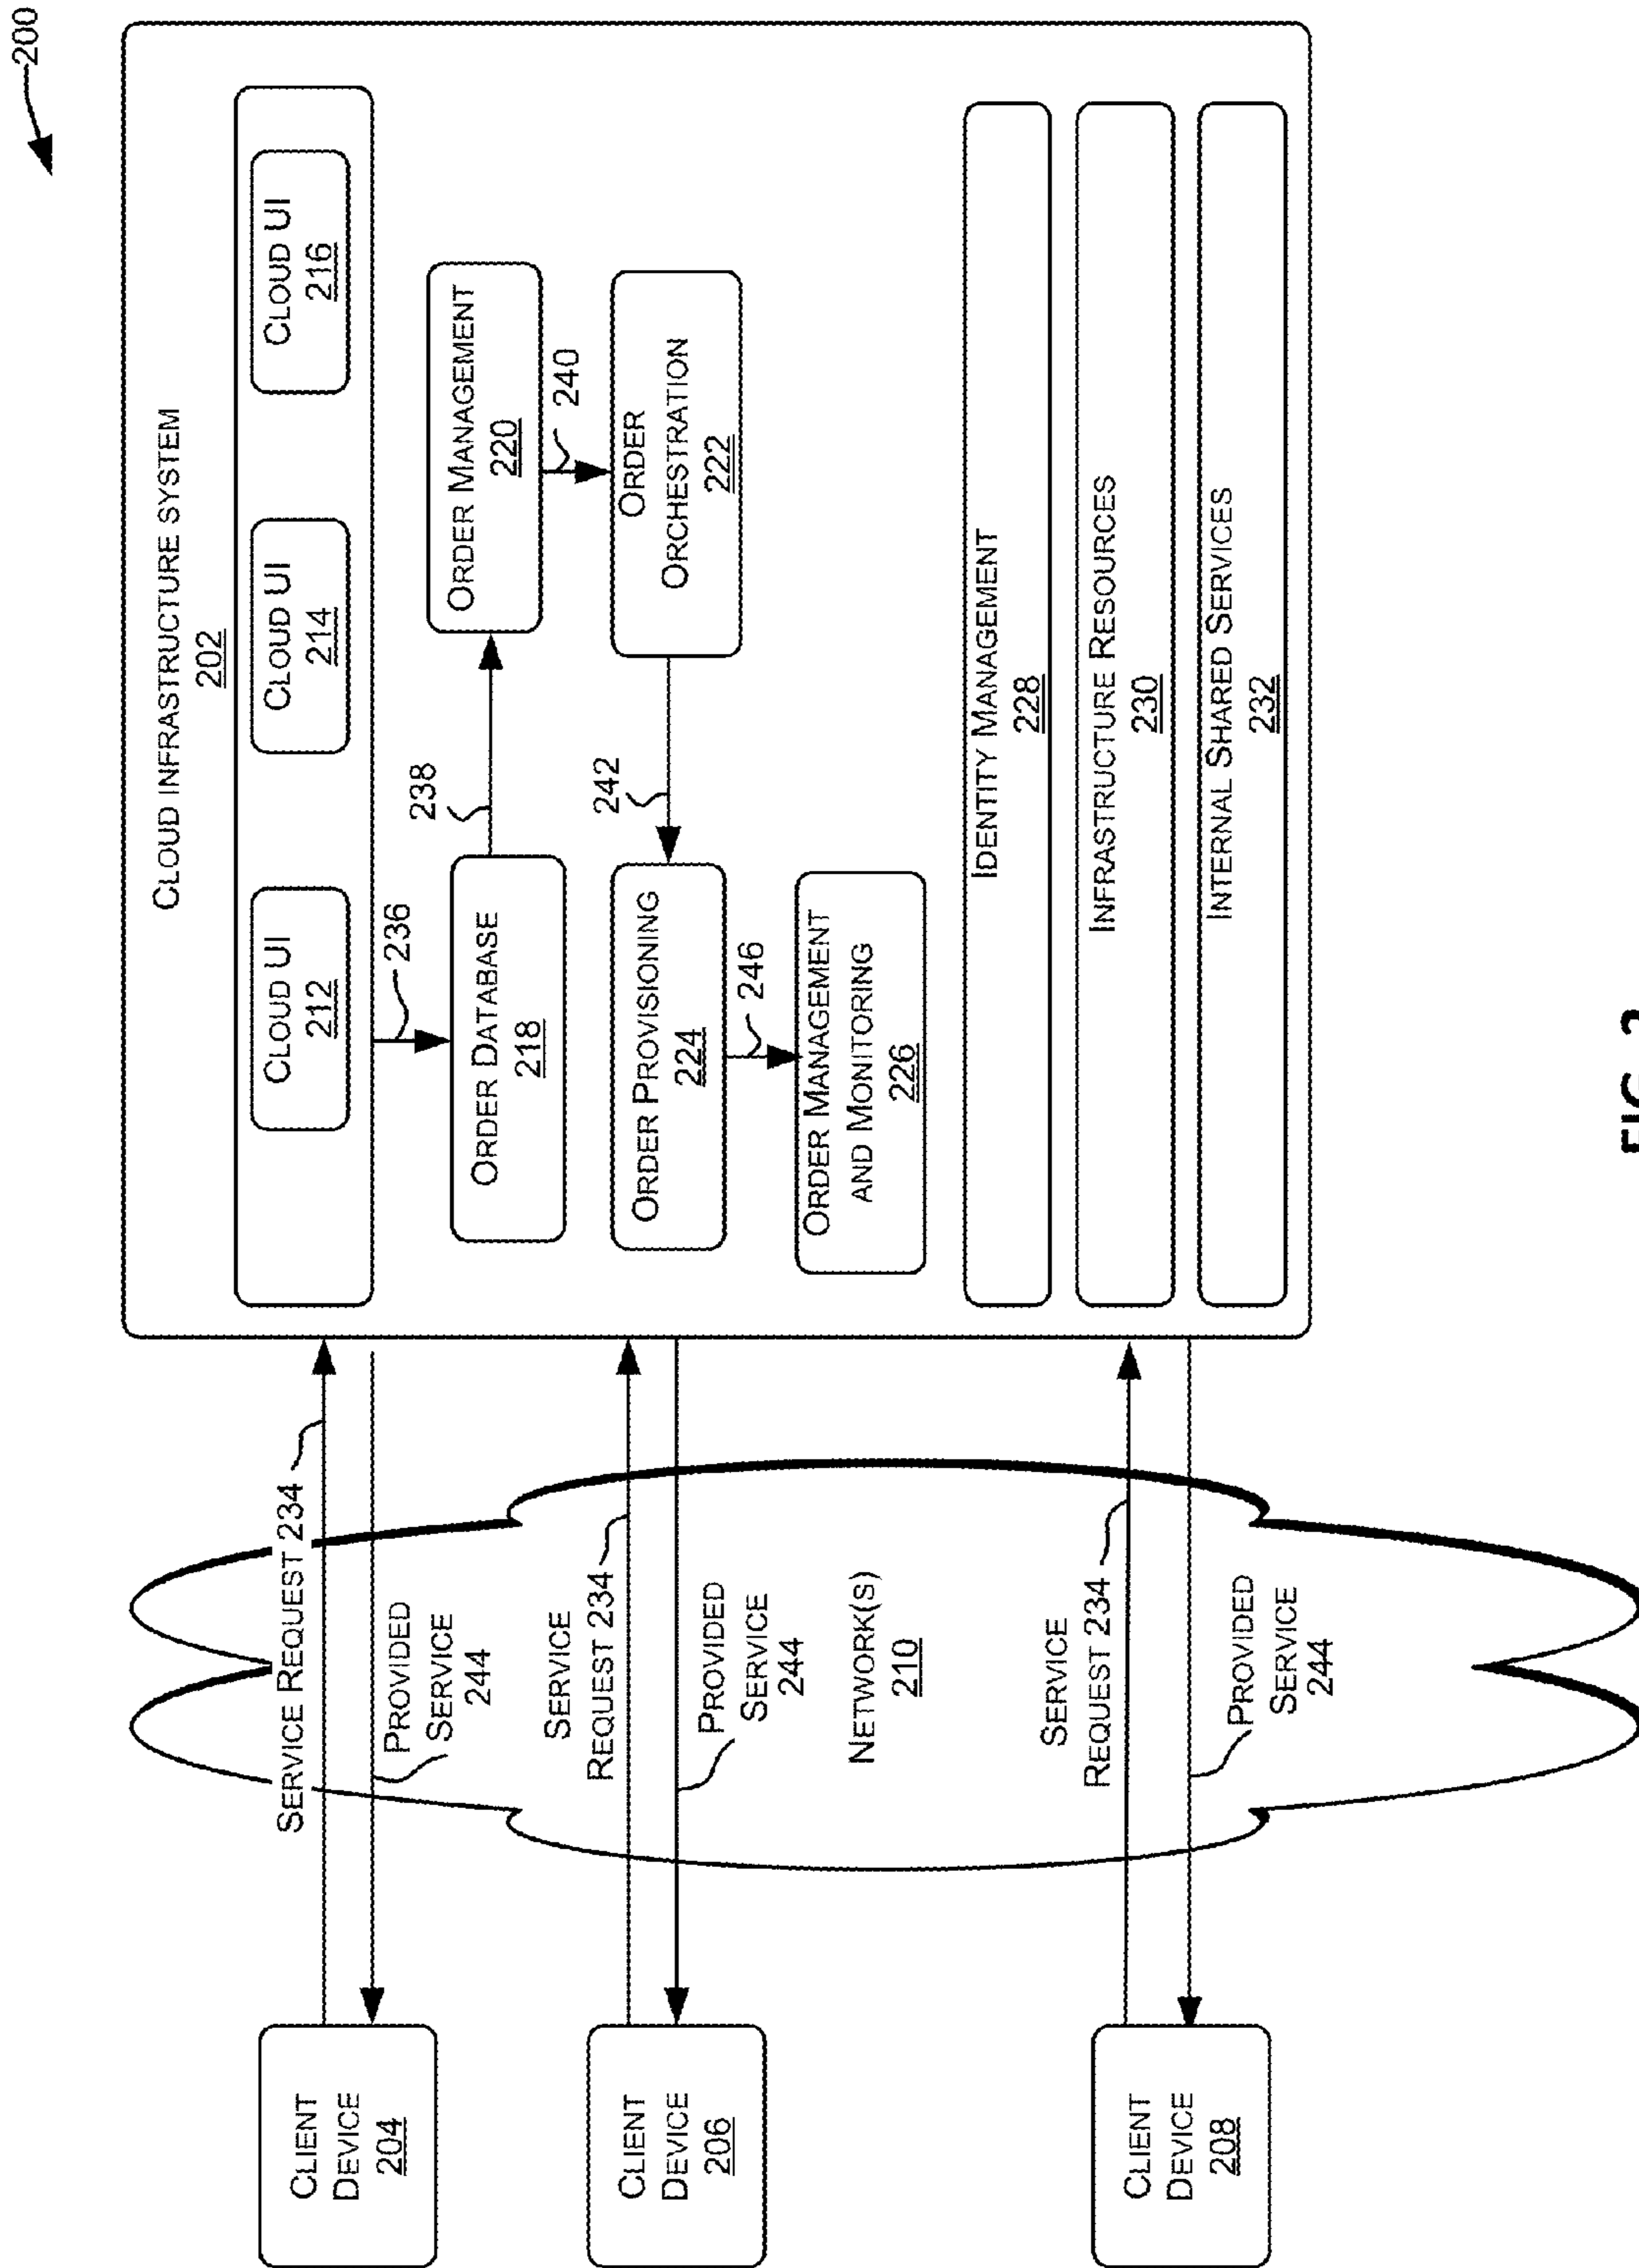 200
CLOUD INFRASTRUCTURE SYSTEM
202
CLOUD UI
212
CLOUD UI
214
CLOUD UI
216
236
ORDER DATABASE
218
238
ORDER MANAGEMENT
220
240
ORDER
ORCHESTRATION
222
242
ORDER PROVISIONING
224
246
ORDER MANAGEMENT
AND MONITORING
226
IDENTITY MANAGEMENT
228
INFRASTRUCTURE RESOURCES
230
INTERNAL SHARED SERVICES
232
SERVICE REQUEST 234
PROVIDED
SERVICE
244
SERVICE
REQUEST 234
PROVIDED
SERVICE
244
NETWORK(S)
210
SERVICE
REQUEST 234
PROVIDED
SERVICE
244
CLIENT
DEVICE
204
CLIENT
DEVICE
206
CLIENT
DEVICE
208